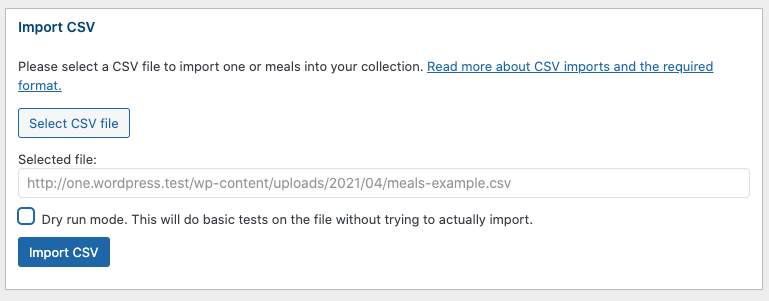 Import CSV
Please select a CSV file to import one or meals into your collection. Read more about CSV imports and the required
format.
Select CSV file
Selected file:
http://one.wordpress.test/wp-content/uploads/2021/04/meals-example.csv
Dry run mode. This will do basic tests on the file without trying to actually import.
Import CSV